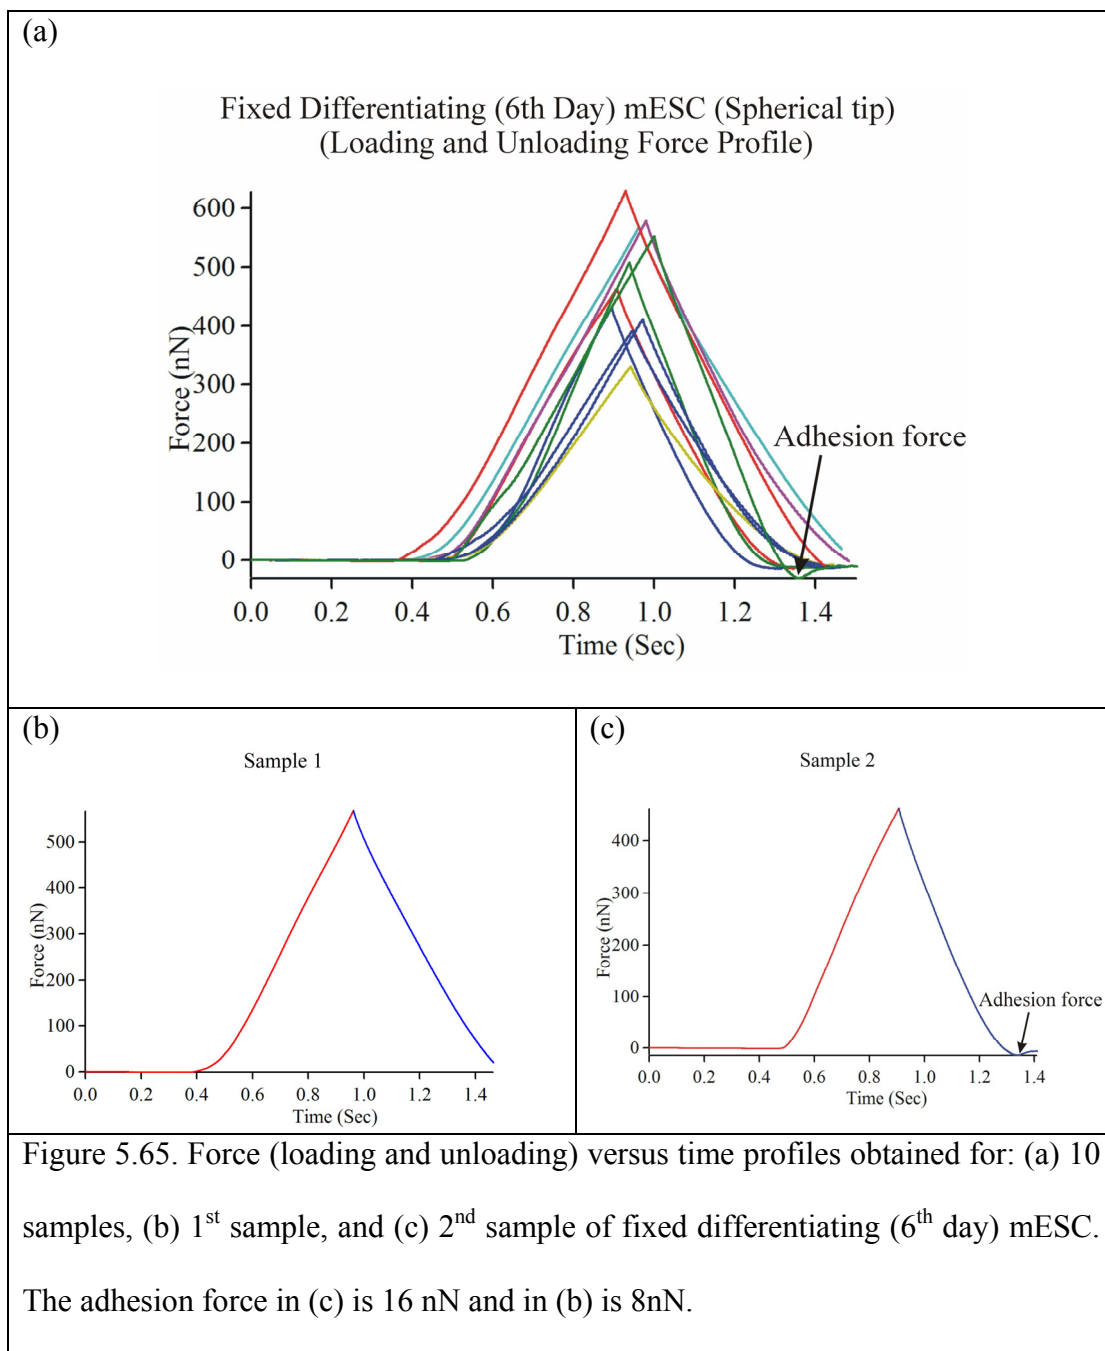 (a)
Fixed Differentiating (6th Day) mESC (Spherical tip)
(Loading and Unloading Force Profile)
600
500
400
300
200
100
0
Force (nN)
Adhesion force
0.0 0.2 0.4 0.6 0.8 1.0 1.2 1.4
Time (Sec)
(b)
Sample 1
500
400
300
200
100
0
Force (nN)
0.0 0.2 0.4 0.6 0.8 1.0 1.2 1.4
Time (Sec)
(c)
Sample 2
400
300
200
100
0
Force (nN)
Adhesion force
0.0 0.2 0.4 0.6 0.8 1.0 1.2 1.4
Time (Sec)
Figure 5.65. Force (loading and unloading) versus time profiles obtained for: (a) 10
samples, (b) 1st sample, and (c) 2nd sample of fixed differentiating (6th day) mESC.
The adhesion force in (c) is 16 nN and in (b) is 8nN.